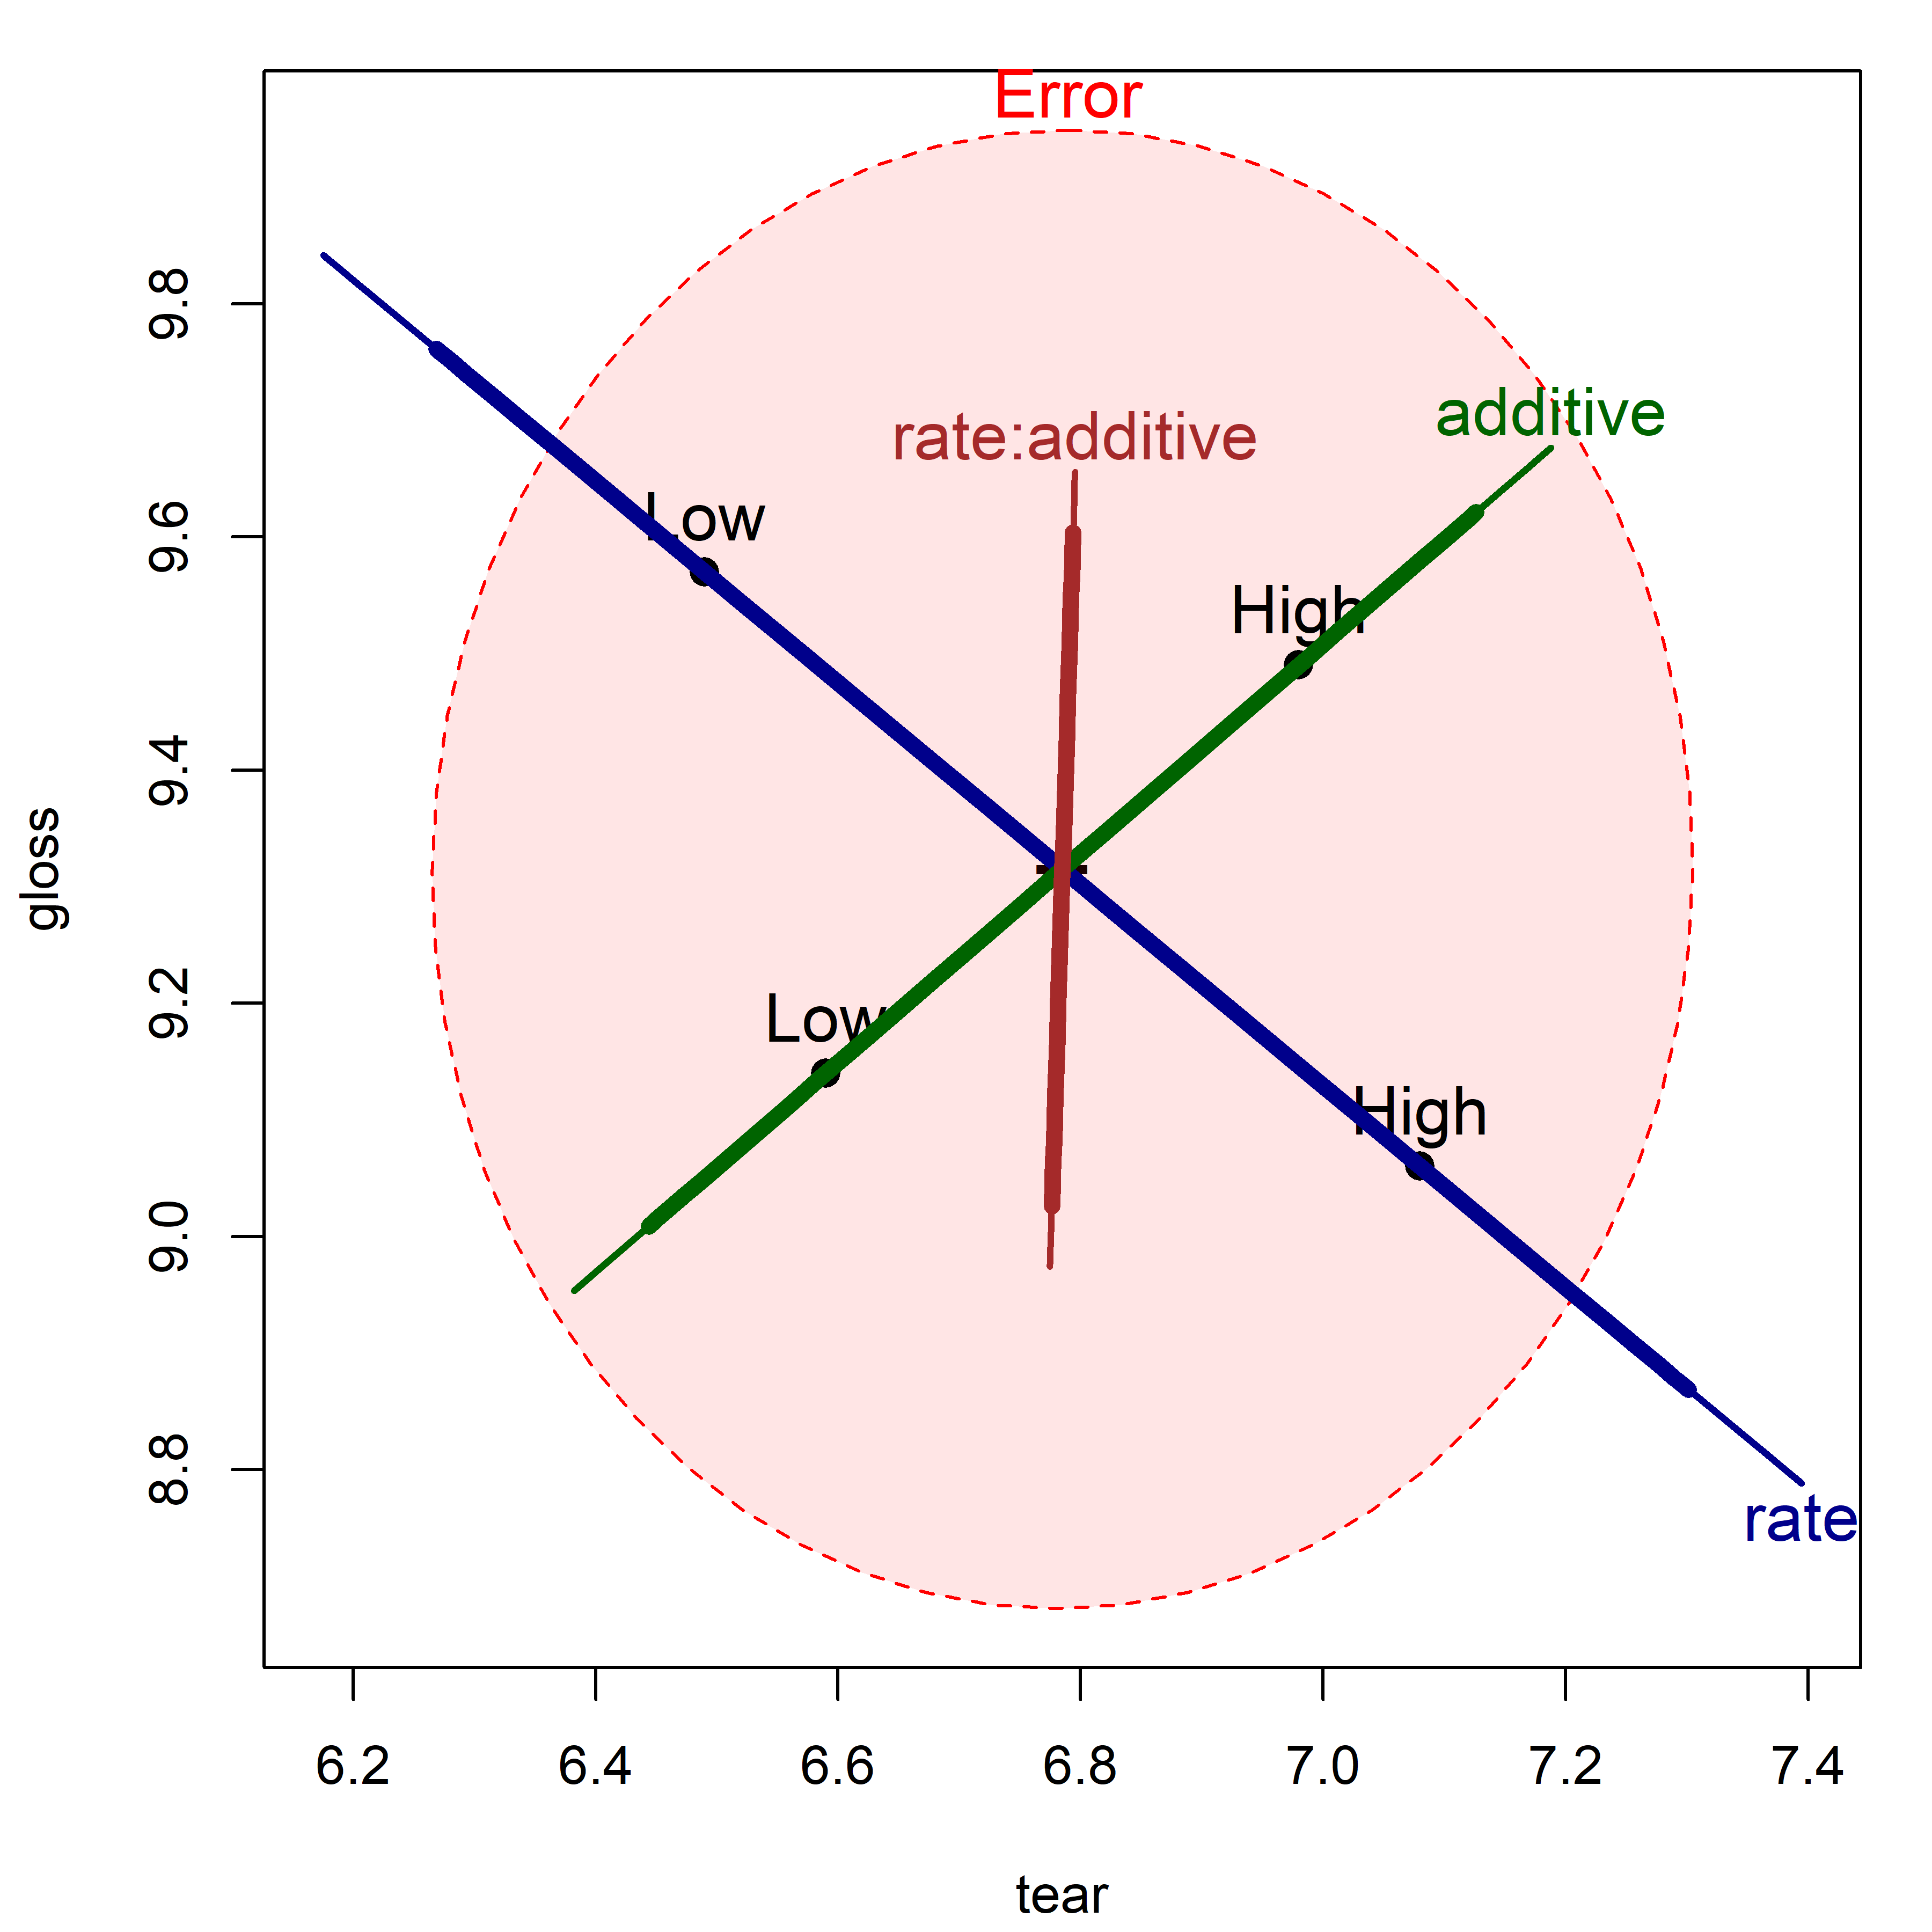 Error
9.8
additive
rate:additive
Low
9.6
High
9.4
gloss
9.2
Low
High
9.0
8.8
rate
6.2 6.4 6.6 6.8 7.0 7.2 7.4
tear